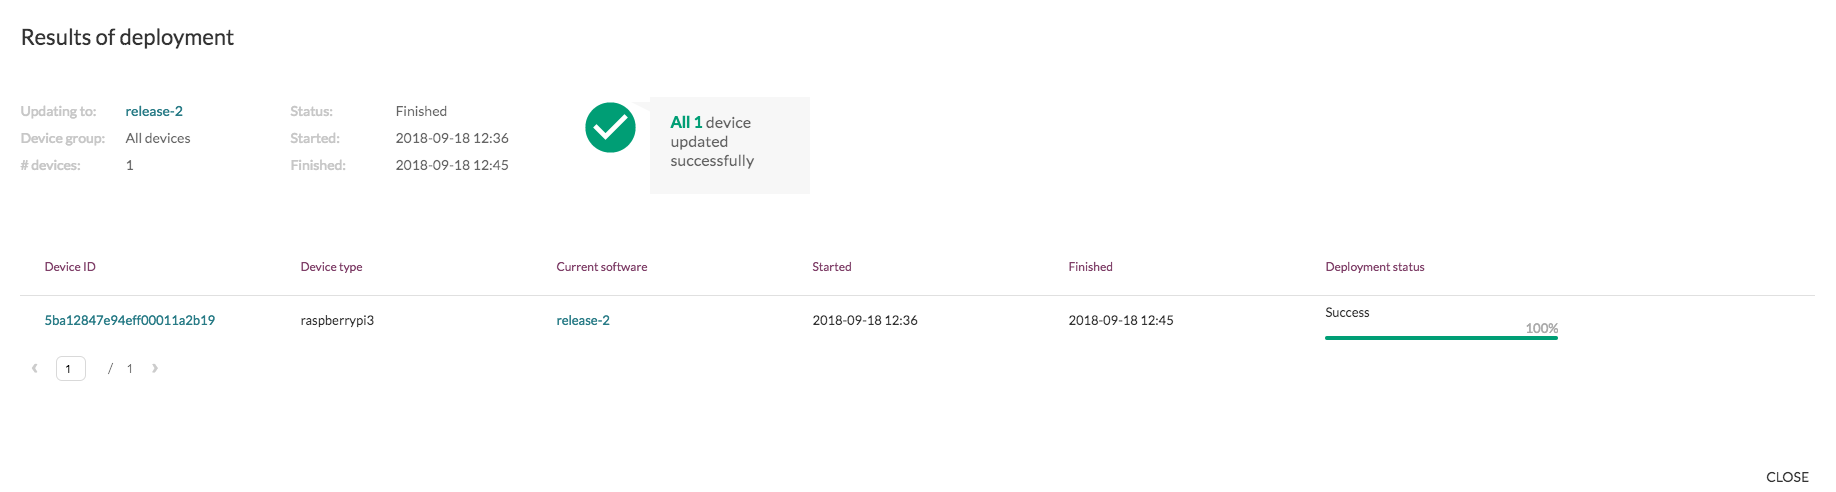 Results of deployment
Updating to: release-2 Status: Finished
Device group: All devices Started: 2018-09-18 12:36
# devices: 1 Finished: 2018-09-18 12:45
All 1 device
updated
successfully
Device ID Device type Current software Started Finished Deployment status
5ba12847e94eff00011a2b19 raspberrypi3 release-2 2018-09-18 12:36 2018-09-18 12:45 Success
100%
1 / 1
CLOSE